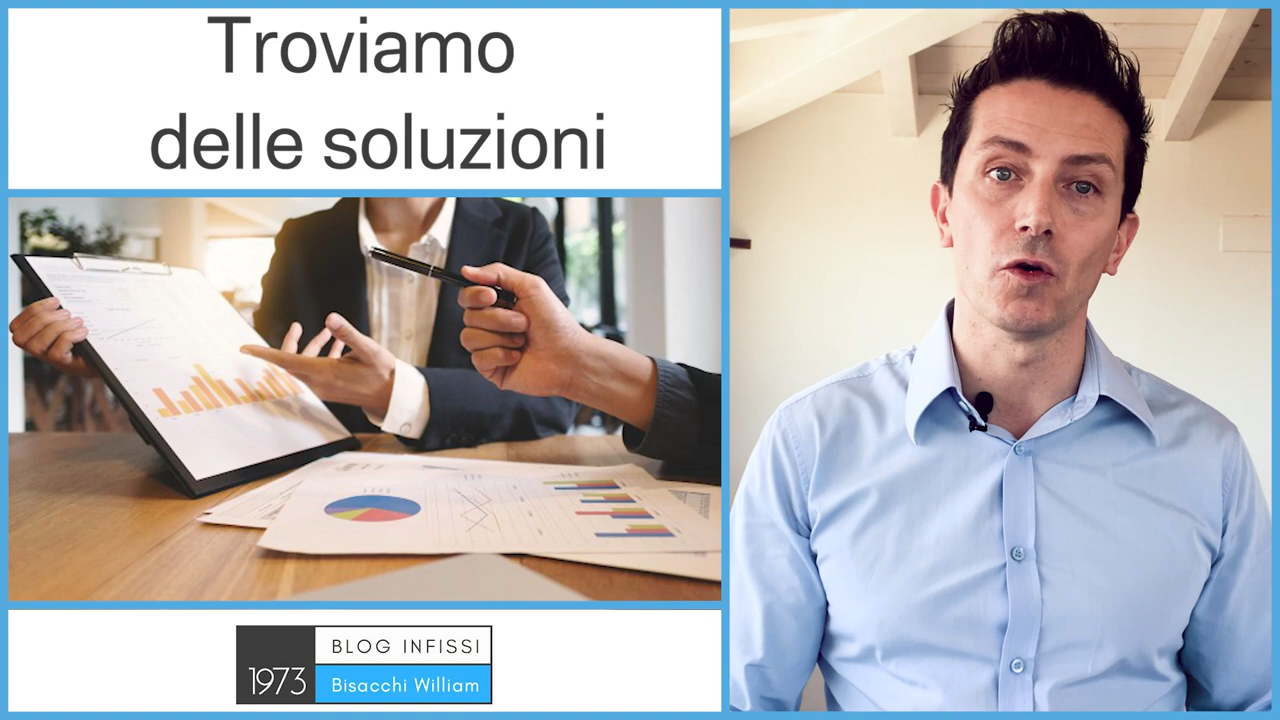 Troviamo
delle soluzioni
1973
BLOG INFISSI
Bisacchi William